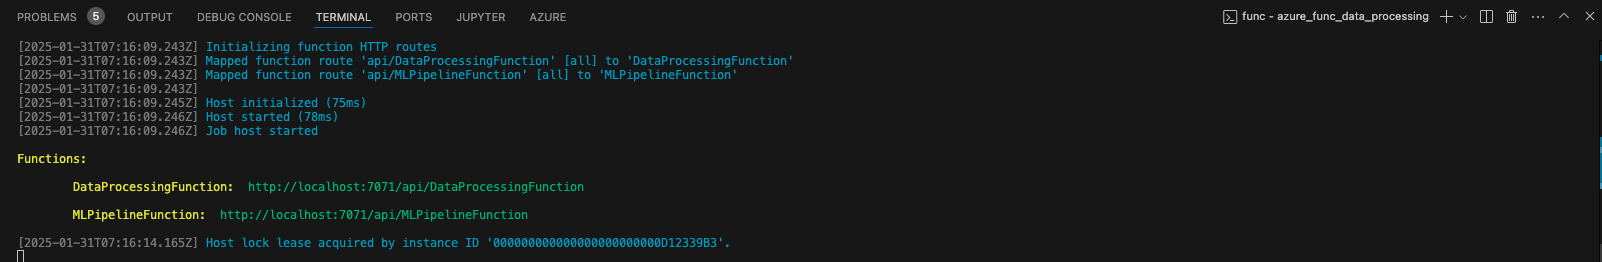 PROBLEMS 5 OUTPUT DEBUG CONSOLE TERMINAL PORTS JUPYTER AZURE func - azure_func_data_processing
[2025-01-31T07:16:09.243Z] Initializing function HTTP routes
[2025-01-31T07:16:09.243Z] Mapped function route 'api/DataProcessingFunction' [all] to 'DataProcessingFunction'
[2025-01-31T07:16:09.243Z] Mapped function route 'api/MLPipelineFunction' [all] to 'MLPipelineFunction'
[2025-01-31T07:16:09.243Z]
[2025-01-31T07:16:09.245Z] Host initialized (75ms)
[2025-01-31T07:16:09.246Z] Host started (78ms)
[2025-01-31T07:16:09.246Z] Job host started
Functions:
DataProcessingFunction: http://localhost:7071/api/DataProcessingFunction
MLPipelineFunction: http://localhost:7071/api/MLPipelineFunction
[2025-01-31T07:16:14.165Z] Host lock lease acquired by instance ID '000000000000000000000000D12339B3'.